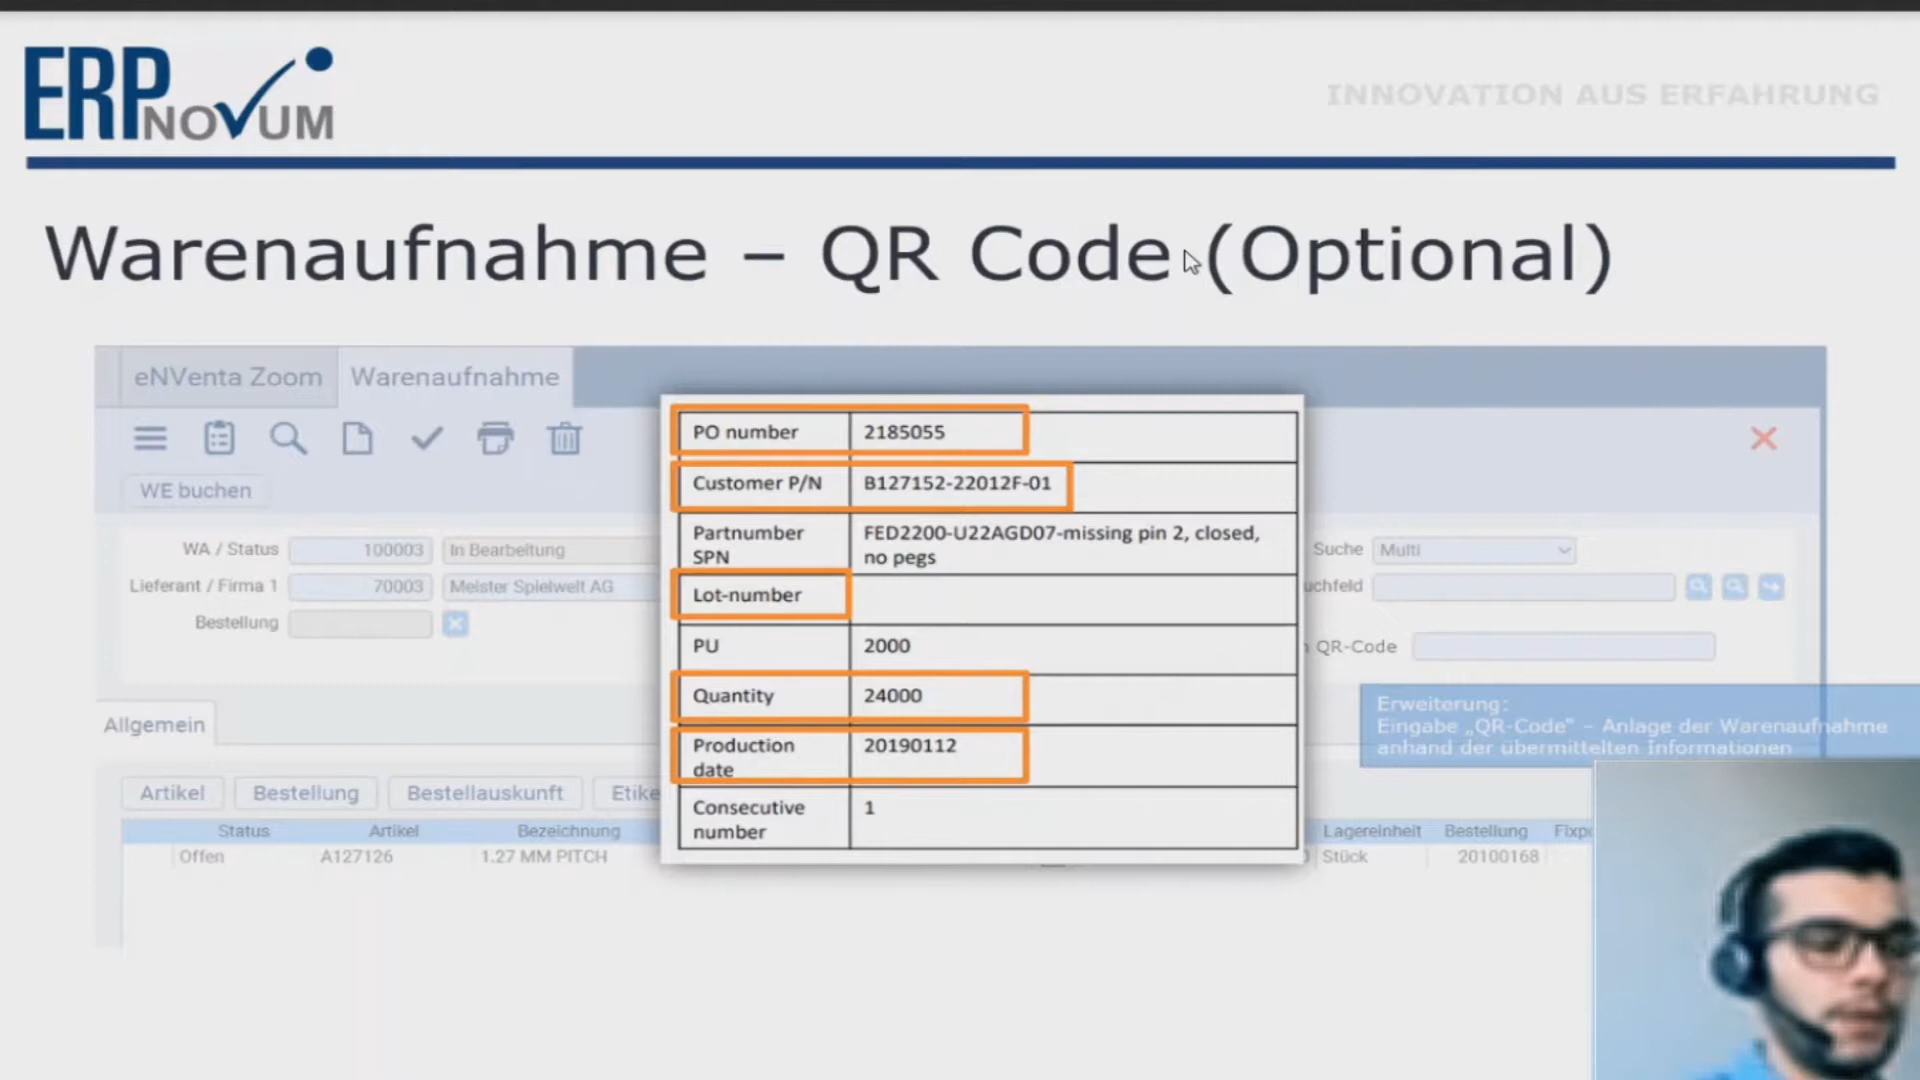 ERP NOVUM
INNOVATION AUS ERFAHRUNG
Warenaufnahme – QR Code (Optional)
eNVenta Zoom Warenaufnahme
WE buchen
WA / Status 100003 In Bearbeitung
Lieferant / Firma 1 70003 Meister Spielwelt AG
Bestellung
Suche Multi
uchfeld
QR-Code
PO number 2185055
Customer P/N B127152-22012F-01
Partnumber SPN FED2200-U22AGD07-missing pin 2, closed,
no pegs
Lot-number
PU 2000
Quantity 24000
Production date 20190112
Consecutive number 1
Erweiterung:
Eingabe „QR-Code“ – Anlage der Warenaufnahme
anhand der übermittelten Informationen
Allgemein
Artikel Bestellung Bestellauskunft Etike
Status Artikel Bezeichnung Lagereinheit Bestellung Fixp
Offen A127126 1.27 MM PITCH Stück 20100168